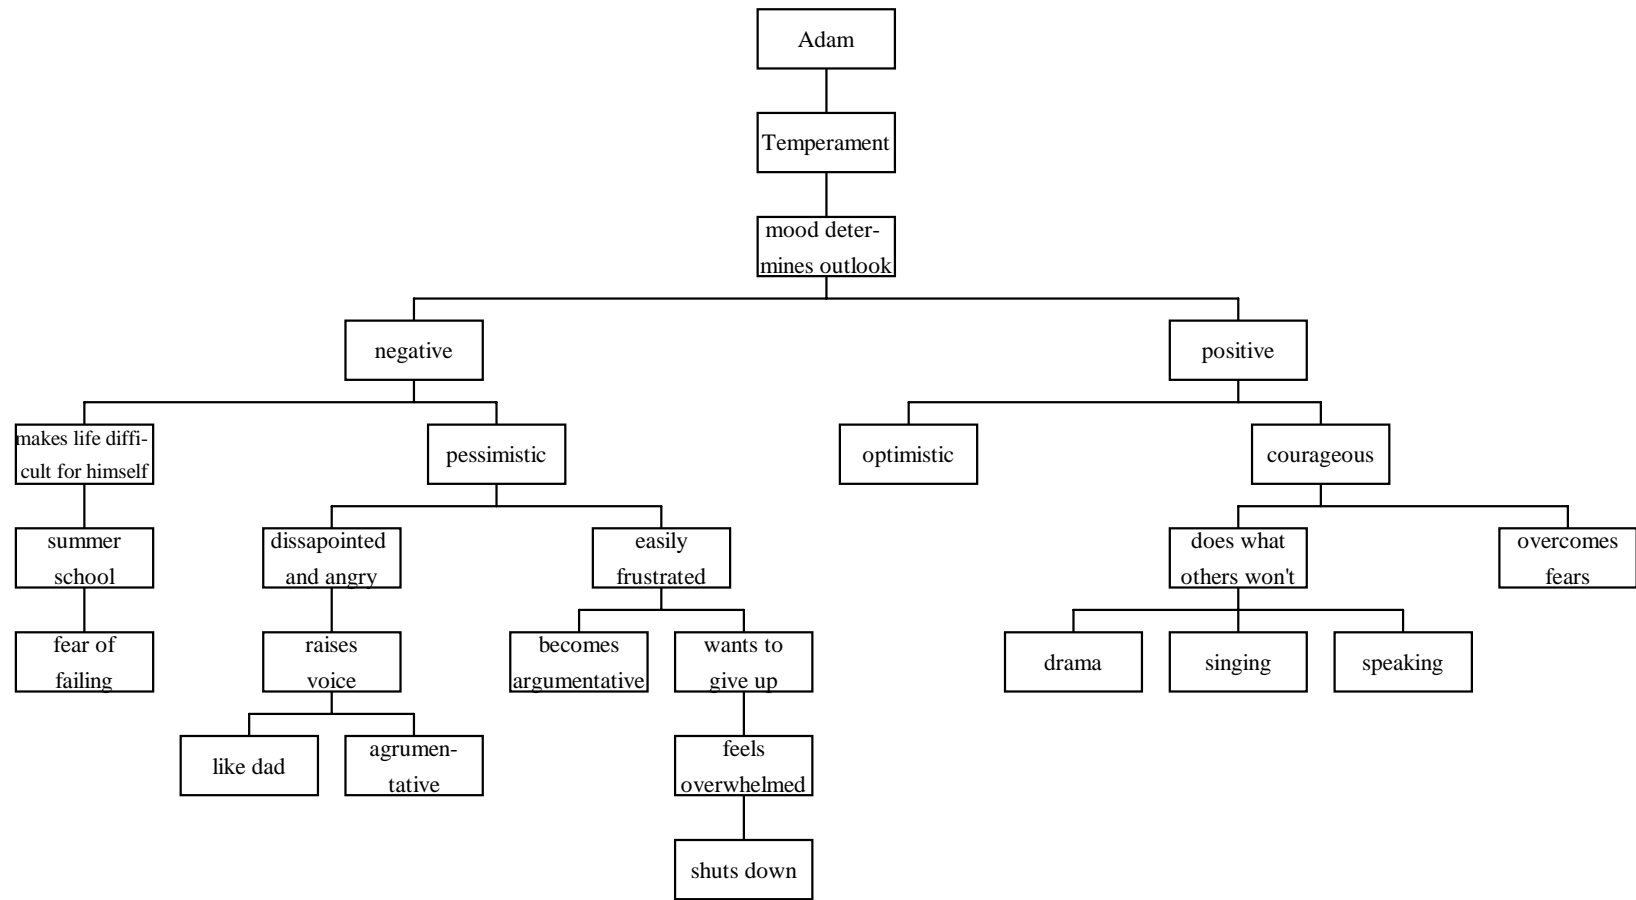 Adam
Temperament
mood deter-
mines outlook
negative
positive
makes life diffi-
cult for himself
pessimistic
optimistic
courageous
summer
school
dissapointed
and angry
easily
frustrated
does what
others won't
overcomes
fears
fear of
failing
raises
voice
becomes
argumentative
wants to
give up
drama
singing
speaking
like dad
agrumen-
tative
feels
overwhelmed
shuts down